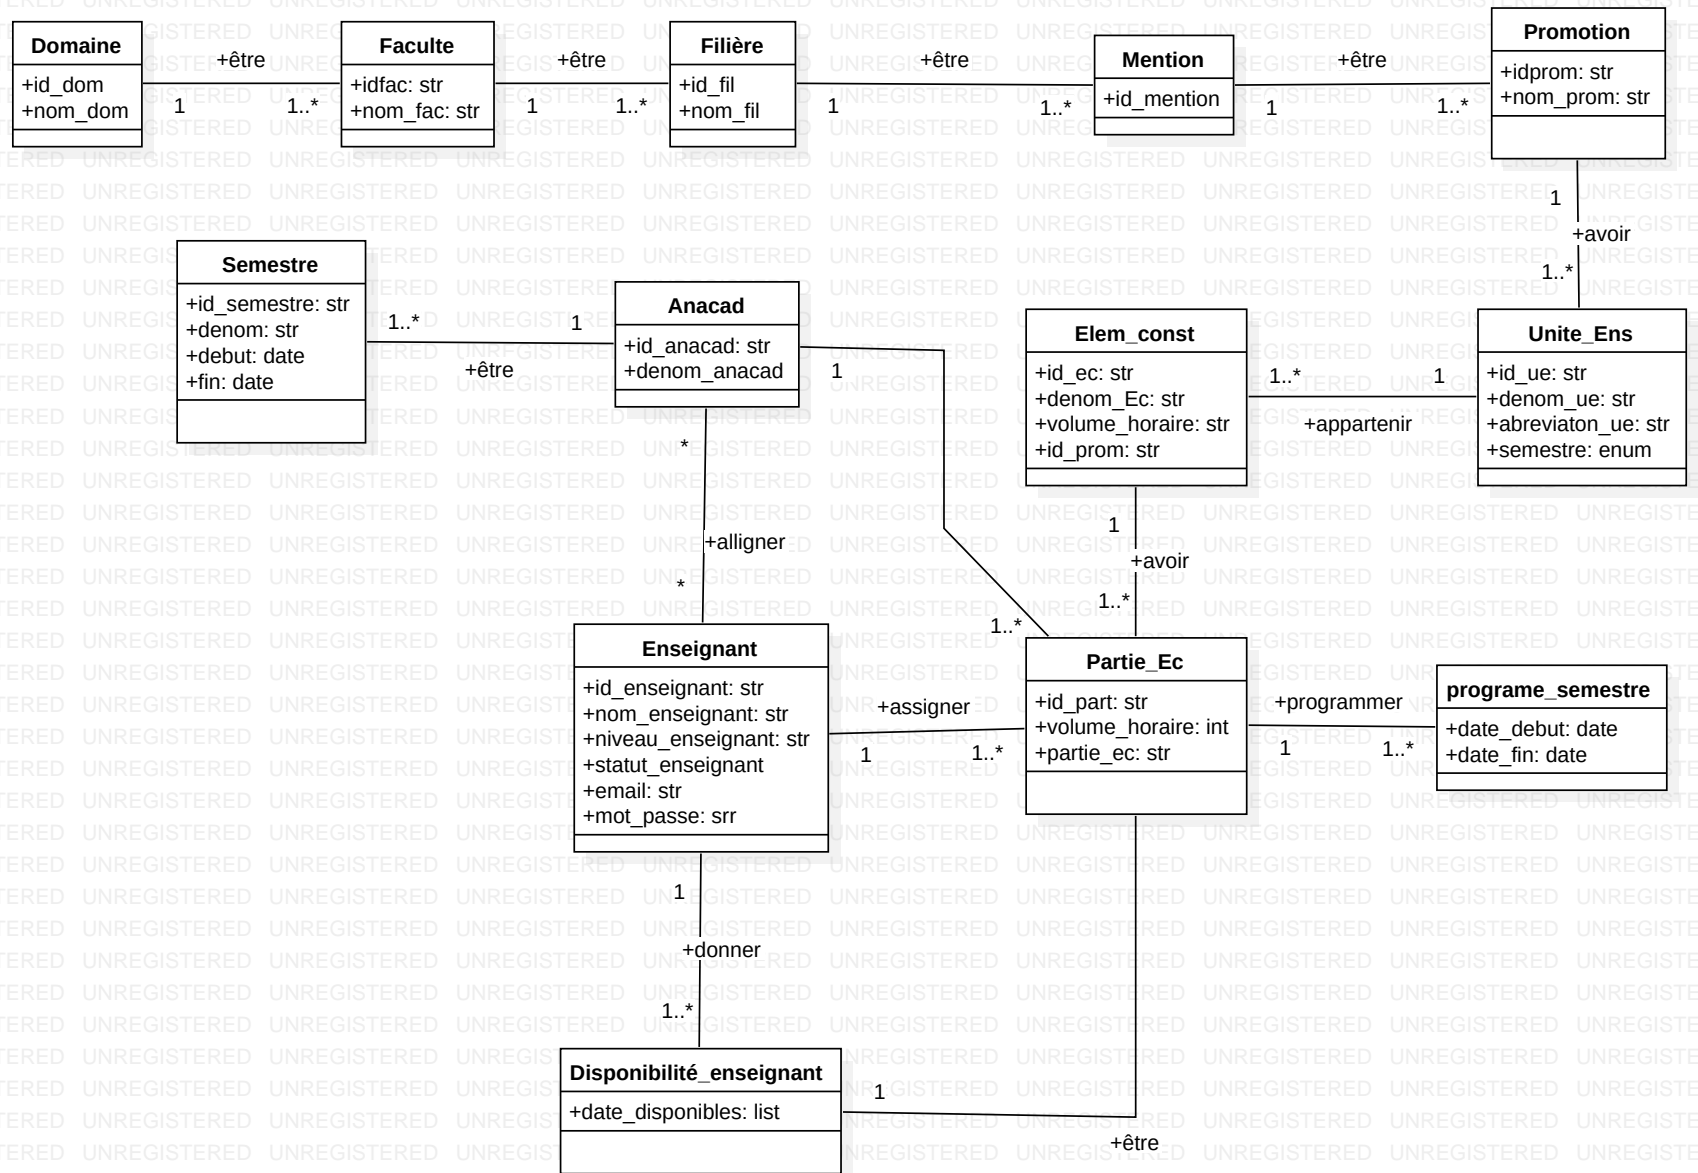 Domaine
+id_dom
+nom_dom
+être
1
1..*
Faculte
+idfac: str
+nom_fac: str
+être
1
1..*
Filière
+id_fil
+nom_fil
+être
1
1..*
Mention
+id_mention
+être
1
1..*
Promotion
+idprom: str
+nom_prom: str
1
+avoir
1..*
Semestre
+id_semestre: str
+denom: str
+debut: date
+fin: date
1..*
1
+être
Anacad
+id_anacad: str
+denom_anacad
1
Elem_const
+id_ec: str
+denom_Ec: str
+volume_horaire: str
+id_prom: str
1..*
1
+appartenir
Unite_Ens
+id_ue: str
+denom_ue: str
+abreviaton_ue: str
+semestre: enum
*
+alligner
*
1
+avoir
1..*
1..*
Enseignant
+id_enseignant: str
+nom_enseignant: str
+niveau_enseignant: str
+statut_enseignant
+email: str
+mot_passe: srr
+assigner
1
1..*
Partie_Ec
+id_part: str
+volume_horaire: int
+partie_ec: str
+programmer
1
1..*
programe_semestre
+date_debut: date
+date_fin: date
1
+donner
1..*
Disponibilité_enseignant
+date_disponibles: list
1
+être
UNREGISTERED